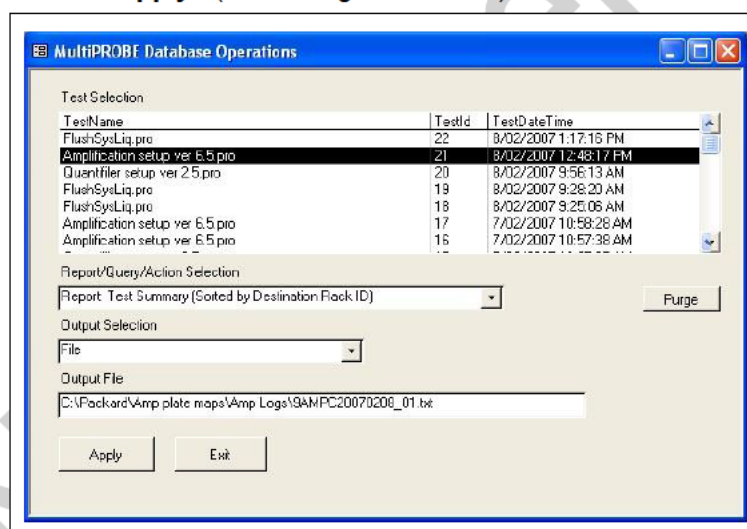 MultiPROBE Database Operations
Test Selection
TestName TestId TestDateTime
FlushSysLiq.pro 22 8/02/2007 1:17:16 PM
Amplification setup ver 6.5.pro 21 8/02/2007 12:48:17 PM
Quantifiler setup ver 2.5.pro 20 8/02/2007 9:56:13 AM
FlushSysLiq.pro 19 8/02/2007 9:28:20 AM
FlushSysLiq.pro 18 8/02/2007 9:25:06 AM
Amplification setup ver 6.5.pro 17 7/02/2007 10:58:28 AM
Amplification setup ver 6.5.pro 16 7/02/2007 10:57:38 AM
Report/Query/Action Selection
Report: Test Summary (Sorted by Destination Rack ID)
Purge
Output Selection
File
Output File
C:\Packard\Amp plate maps\Amp Logs\9AMPC20070208_01.txt
Apply Exit